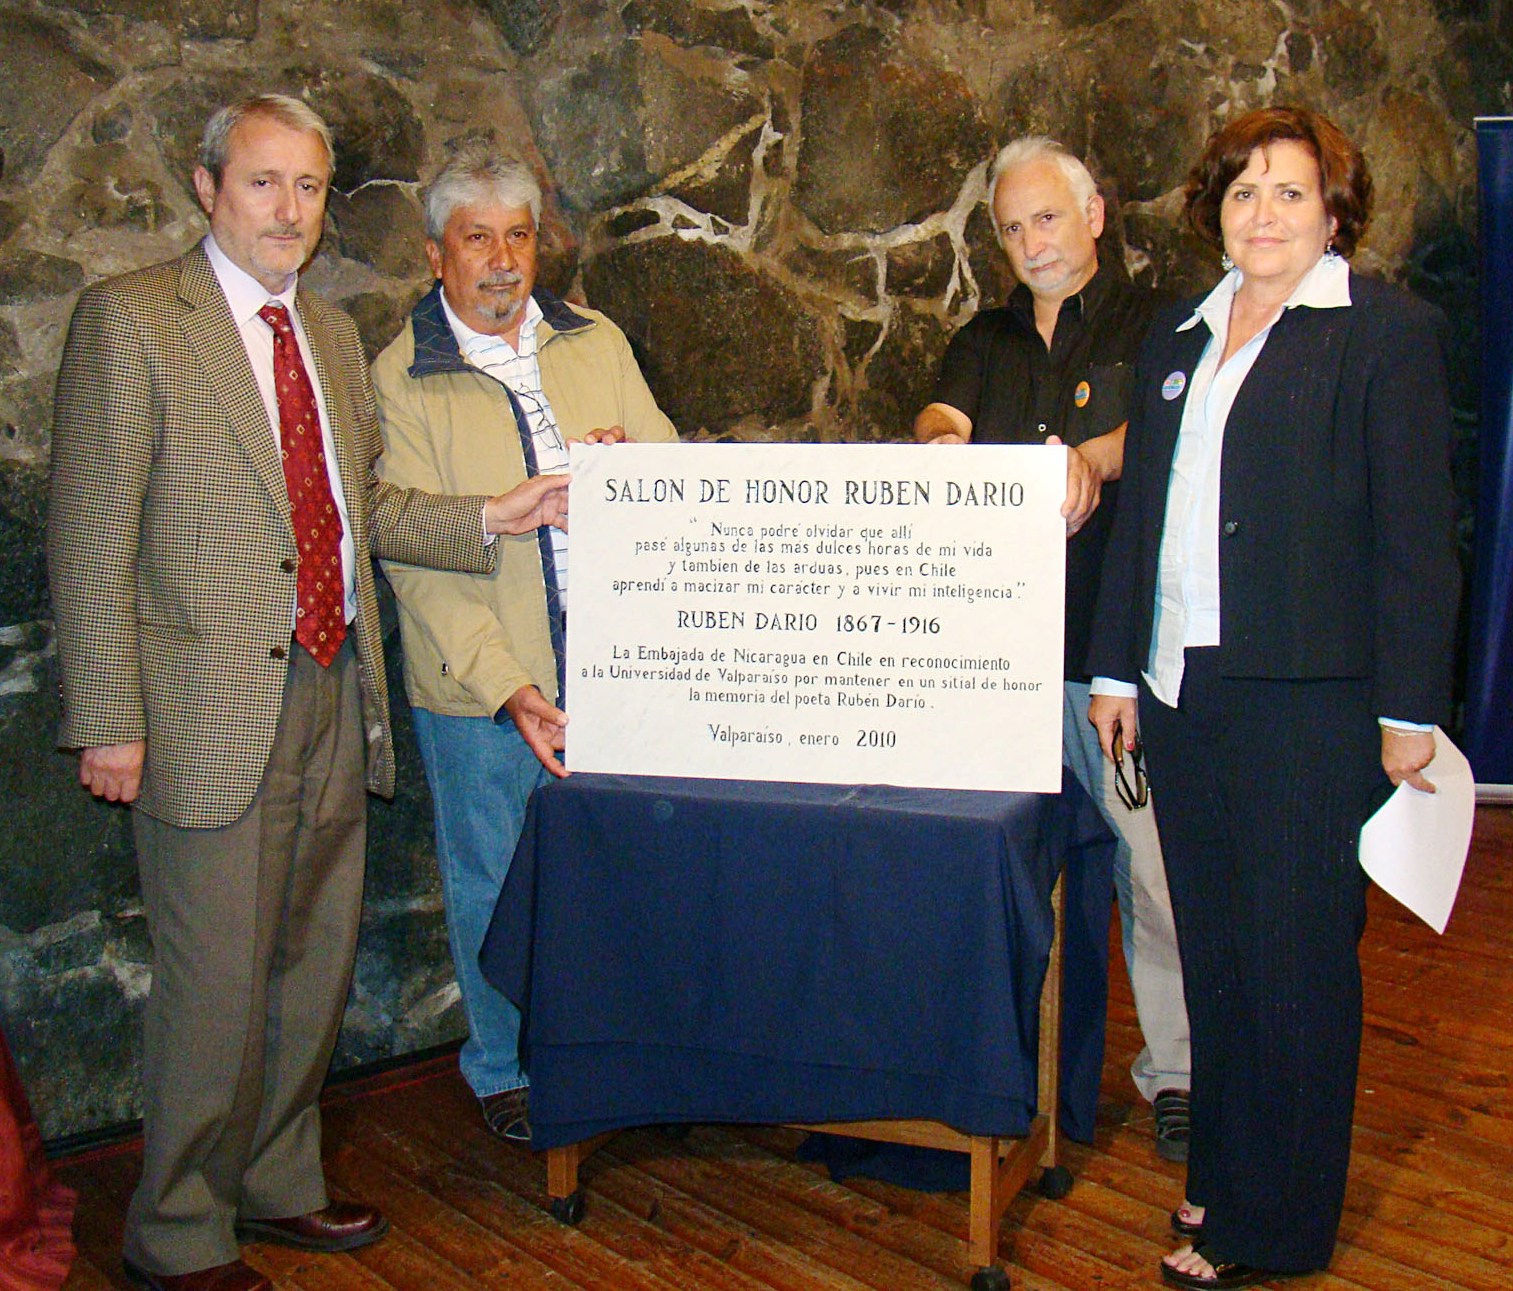 SALON DE HONOR RUBEN DARIO
"Nunca podré olvidar que allí
pasé algunas de las más dulces horas de mi vida
y tambien de las arduas, pues en Chile
aprendí a macizar mi carácter y a vivir mi inteligencia."
RUBEN DARIO 1867-1916
La Embajada de Nicaragua en Chile en reconocimiento
a la Universidad de Valparaíso por mantener en un sitial de honor
la memoria del poeta Rubén Darío.
Valparaíso, enero 2010